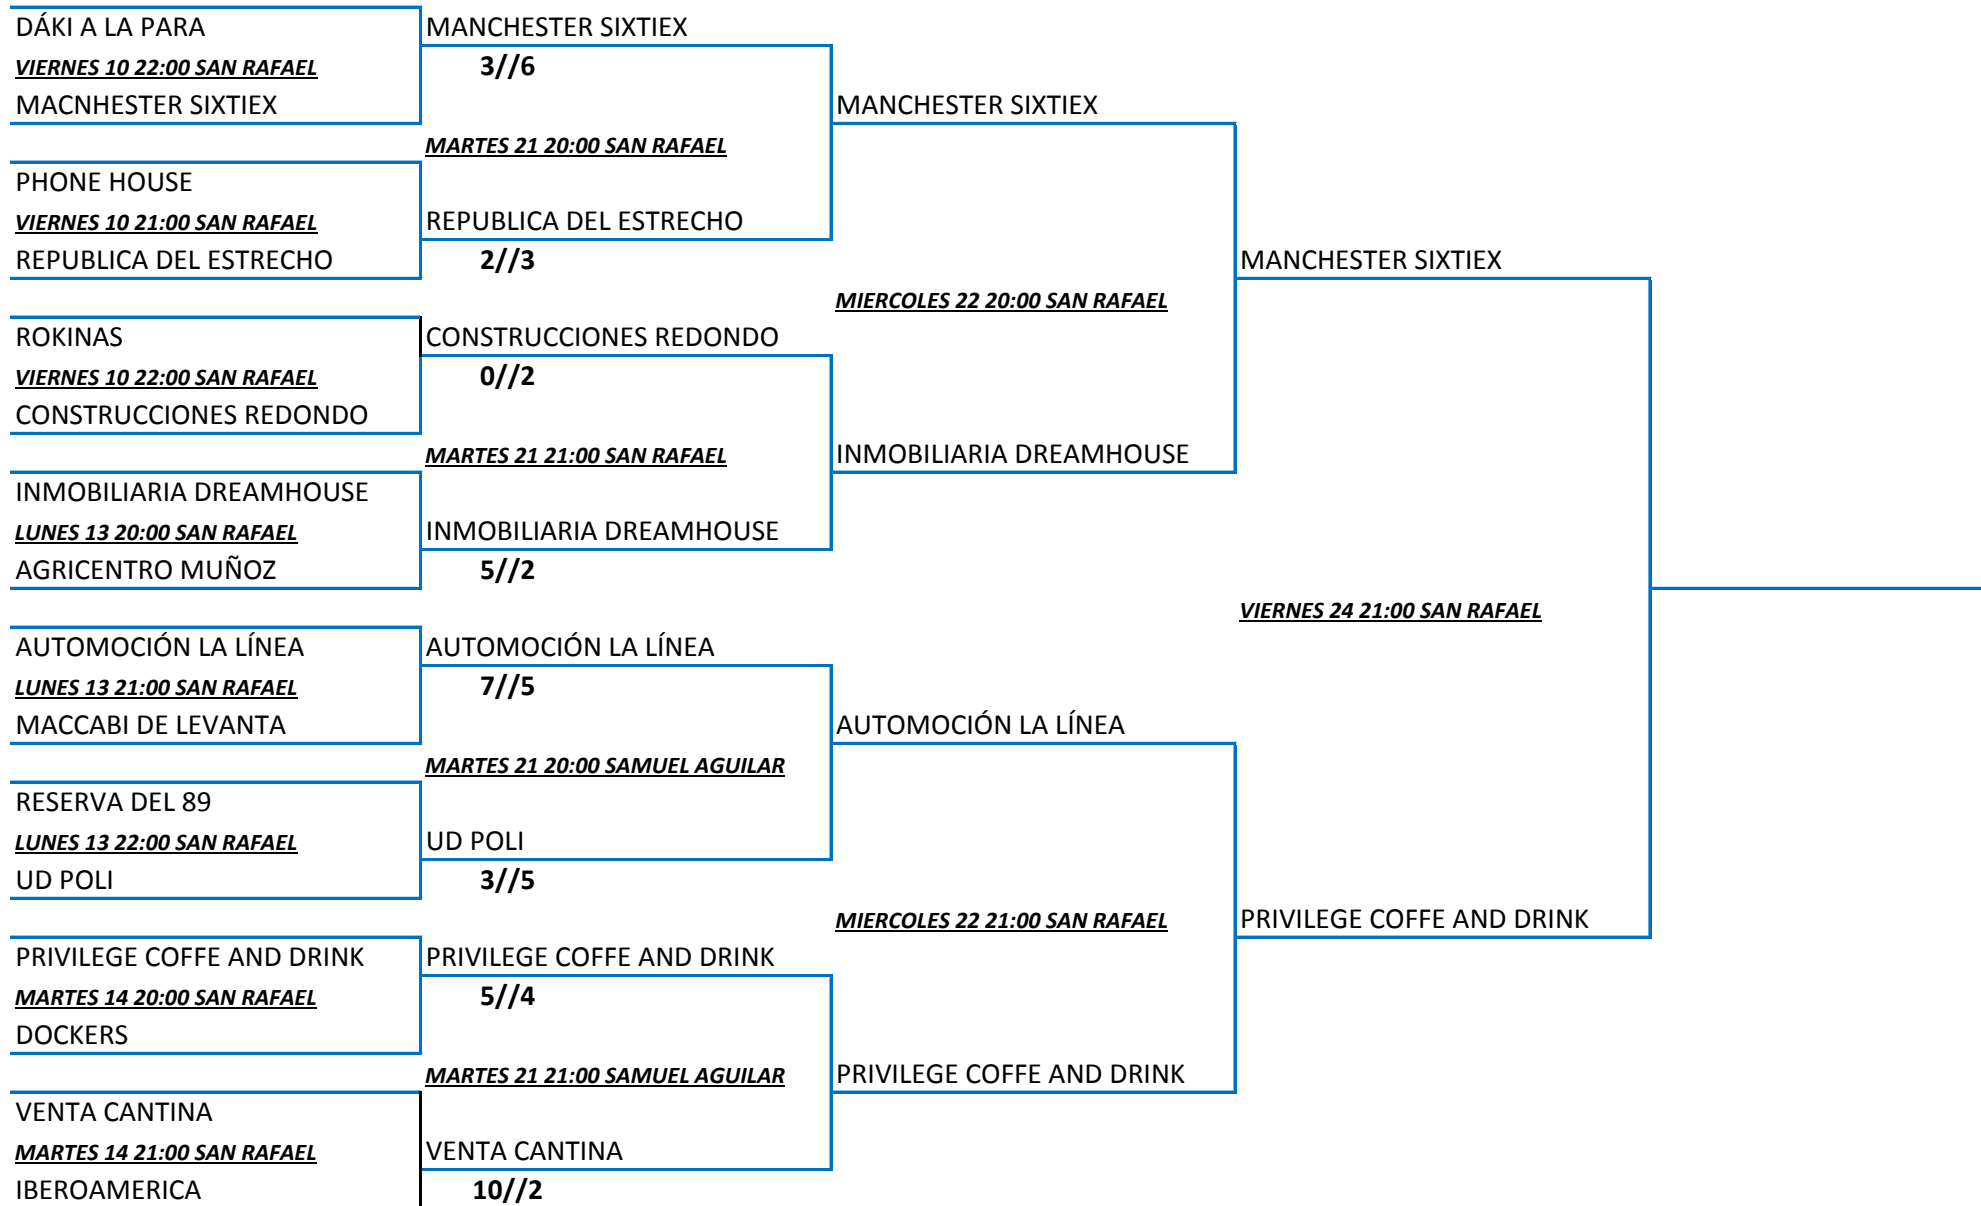 DÁKI A LA PARA
MANCHESTER SIXTIEX
VIERNES 10 22:00 SAN RAFAEL
3//6
MACNHESTER SIXTIEX
MANCHESTER SIXTIEX
MARTES 21 20:00 SAN RAFAEL
PHONE HOUSE
VIERNES 10 21:00 SAN RAFAEL
REPUBLICA DEL ESTRECHO
REPUBLICA DEL ESTRECHO
2//3
MANCHESTER SIXTIEX
MIERCOLES 22 20:00 SAN RAFAEL
ROKINAS
CONSTRUCCIONES REDONDO
VIERNES 10 22:00 SAN RAFAEL
0//2
CONSTRUCCIONES REDONDO
MARTES 21 21:00 SAN RAFAEL
INMOBILIARIA DREAMHOUSE
INMOBILIARIA DREAMHOUSE
LUNES 13 20:00 SAN RAFAEL
INMOBILIARIA DREAMHOUSE
AGRICENTRO MUÑOZ
5//2
VIERNES 24 21:00 SAN RAFAEL
AUTOMOCIÓN LA LÍNEA
AUTOMOCIÓN LA LÍNEA
LUNES 13 21:00 SAN RAFAEL
7//5
MACCABI DE LEVANTA
AUTOMOCIÓN LA LÍNEA
MARTES 21 20:00 SAMUEL AGUILAR
RESERVA DEL 89
LUNES 13 22:00 SAN RAFAEL
UD POLI
UD POLI
3//5
MIERCOLES 22 21:00 SAN RAFAEL
PRIVILEGE COFFE AND DRINK
PRIVILEGE COFFE AND DRINK
PRIVILEGE COFFE AND DRINK
MARTES 14 20:00 SAN RAFAEL
5//4
DOCKERS
MARTES 21 21:00 SAMUEL AGUILAR
PRIVILEGE COFFE AND DRINK
VENTA CANTINA
MARTES 14 21:00 SAN RAFAEL
VENTA CANTINA
IBEROAMERICA
10//2